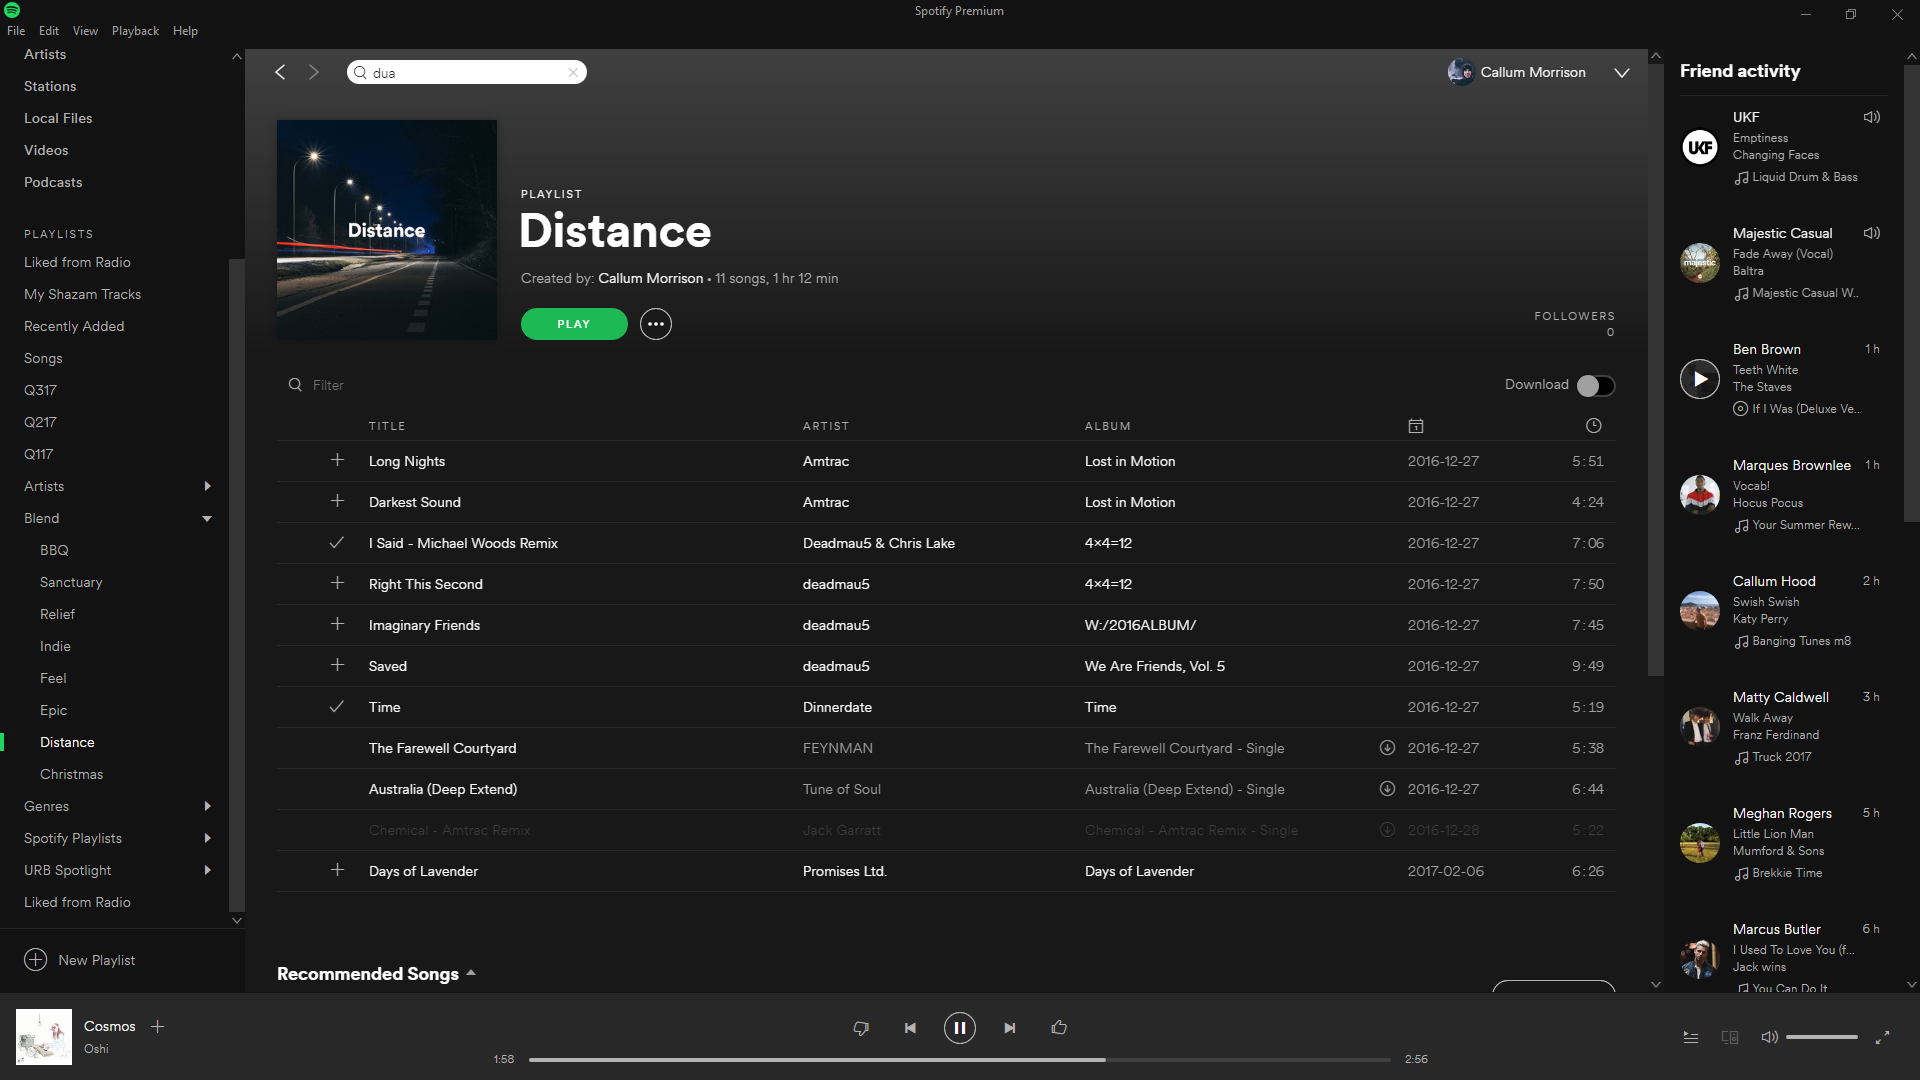 Spotify Premium
File Edit View Playback Help
Artists
Stations
Local Files
Videos
Podcasts
PLAYLISTS
Liked from Radio
My Shazam Tracks
Recently Added
Songs
Q317
Q217
Q117
Artists
Blend
BBQ
Sanctuary
Relief
Indie
Feel
Epic
Distance
Christmas
Genres
Spotify Playlists
URB Spotlight
Liked from Radio
New Playlist
dua
Callum Morrison
Distance
PLAYLIST
Distance
Created by: Callum Morrison • 11 songs, 1 hr 12 min
PLAY
FOLLOWERS
0
Filter
Download
TITLE ARTIST ALBUM
Long Nights Amtrac Lost in Motion 2016-12-27 5:51
Darkest Sound Amtrac Lost in Motion 2016-12-27 4:24
I Said - Michael Woods Remix Deadmau5 & Chris Lake 4×4=12 2016-12-27 7:06
Right This Second deadmau5 4×4=12 2016-12-27 7:50
Imaginary Friends deadmau5 W:/2016ALBUM/ 2016-12-27 7:45
Saved deadmau5 We Are Friends, Vol. 5 2016-12-27 9:49
Time Dinnerdate Time 2016-12-27 5:19
The Farewell Courtyard FEYNMAN The Farewell Courtyard - Single 2016-12-27 5:38
Australia (Deep Extend) Tune of Soul Australia (Deep Extend) - Single 2016-12-27 6:44
Chemical - Amtrac Remix Jack Garratt Chemical - Amtrac Remix - Single 2016-12-28 5:22
Days of Lavender Promises Ltd. Days of Lavender 2017-02-06 6:26
Recommended Songs
Friend activity
UKF
UKF
Emptiness
Changing Faces
Liquid Drum & Bass
majestic
Majestic Casual
Fade Away (Vocal)
Baltra
Majestic Casual W..
Ben Brown 1 h
Teeth White
The Staves
If I Was (Deluxe Ve...
Marques Brownlee 1 h
Vocab!
Hocus Pocus
Your Summer Rew...
Callum Hood 2 h
Swish Swish
Katy Perry
Banging Tunes m8
Matty Caldwell 3 h
Walk Away
Franz Ferdinand
Truck 2017
Meghan Rogers 5 h
Little Lion Man
Mumford & Sons
Brekkie Time
Marcus Butler 6 h
I Used To Love You (f...
Jack wins
You Can Do It
Cosmos
Oshi
1:58
2:56